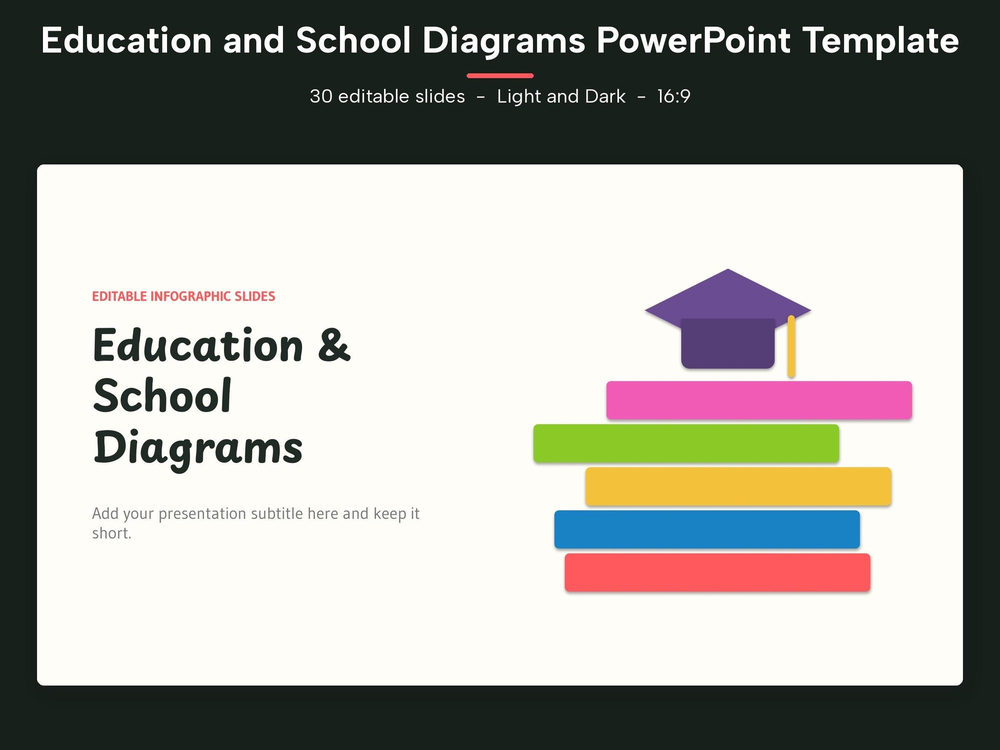 Education and School Diagrams PowerPoint Template
30 editable slides – Light and Dark – 16:9
EDITABLE INFOGRAPHIC SLIDES
Education &
School
Diagrams
Add your presentation subtitle here and keep it
short.